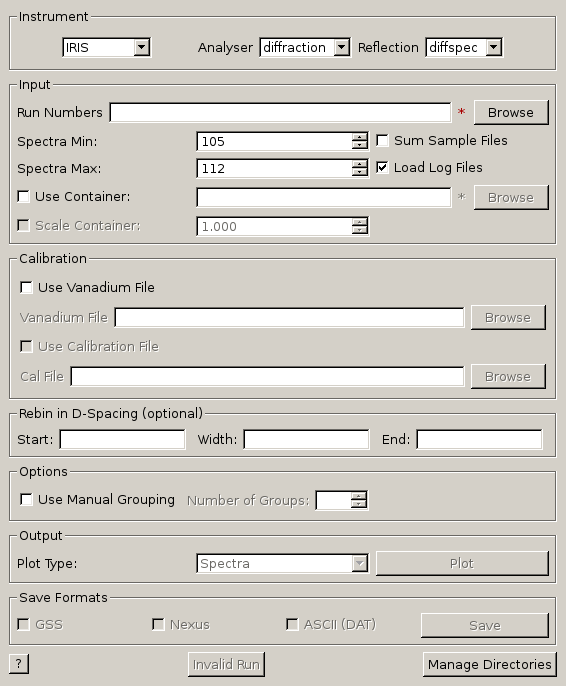 Instrument
IRIS Analyser diffraction Reflection diffspec
Input
Run Numbers * Browse
Spectra Min: 105 Sum Sample Files
Spectra Max: 112 Load Log Files
Use Container: * Browse
Scale Container: 1.000
Calibration
Use Vanadium File
Vanadium File Browse
Use Calibration File
Cal File Browse
Rebin in D-Spacing (optional)
Start: Width: End:
Options
Use Manual Grouping Number of Groups:
Output
Plot Type: Spectra Plot
Save Formats
GSS Nexus ASCII (DAT) Save
? Invalid Run Manage Directories